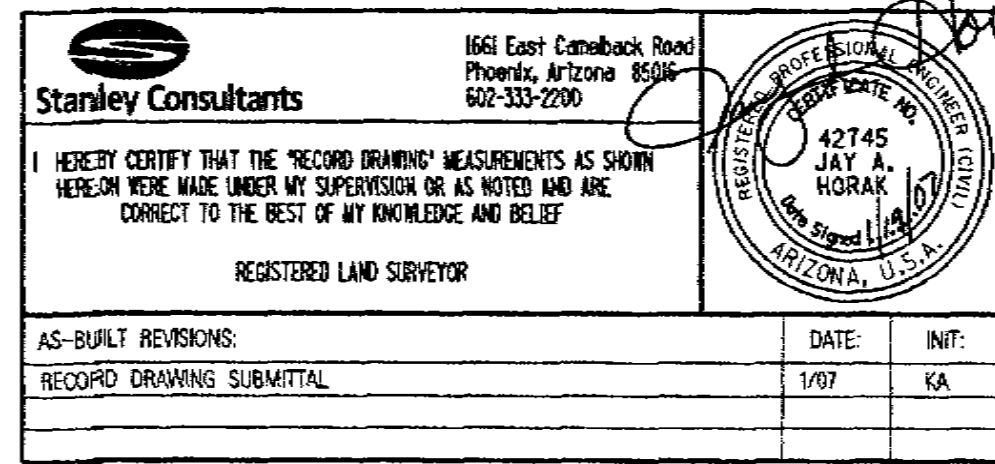 Stanley Consultants
1661 East Camelback Road
Phoenix, Arizona 85016
602-333-2200
I HEREBY CERTIFY THAT THE "RECORD DRAWING" MEASUREMENTS AS SHOWN
HEREON WERE MADE UNDER MY SUPERVISION OR AS NOTED AND ARE
CORRECT TO THE BEST OF MY KNOWLEDGE AND BELIEF
REGISTERED LAND SURVEYOR
REGISTERED PROFESSIONAL ENGINEER (CIVIL)
CERTIFICATE NO.
42745
JAY A.
HORAK
Date Signed
ARIZONA, U.S.A.
AS-BUILT REVISIONS: DATE: INIT:
RECORD DRAWING SUBMITTAL 1/07 KA